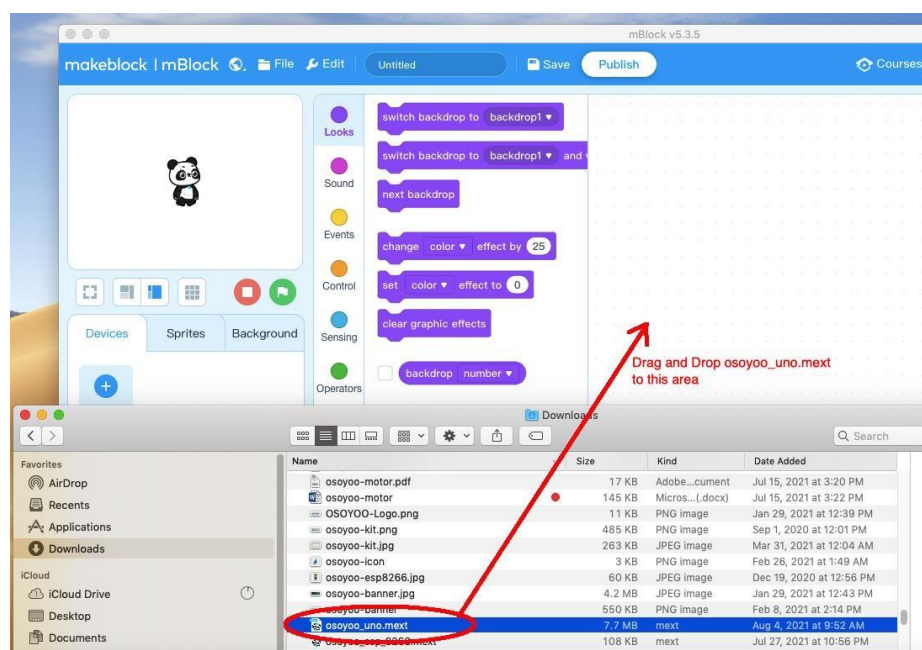 mBlock v5.3.5
makeblock | mBlock File Edit Untitled Save Publish Courses
Looks
Sound
Events
Control
Sensing
Operators
switch backdrop to backdrop1
switch backdrop to backdrop1 and
next backdrop
change color effect by 25
set color effect to 0
clear graphic effects
backdrop number
Devices Sprites Background
Drag and Drop osoyoo_uno.mext
to this area
Downloads
Search
Favorites
AirDrop
Recents
Applications
Downloads
iCloud
iCloud Drive
Desktop
Documents
Name Size Kind Date Added
osoyoo-motor.pdf 17 KB Adobe...cument Jul 15, 2021 at 3:20 PM
osoyoo-motor 145 KB Micros...(.docx) Jul 15, 2021 at 3:22 PM
OSOYOO-Logo.png 11 KB PNG image Jan 29, 2021 at 12:39 PM
osoyoo-kit.png 485 KB PNG image Sep 1, 2020 at 12:01 PM
osoyoo-kit.jpg 263 KB JPEG image Mar 31, 2021 at 12:04 AM
osoyoo-icon 3 KB PNG image Feb 26, 2021 at 1:49 AM
osoyoo-esp8266.jpg 60 KB JPEG image Dec 19, 2020 at 12:56 PM
osoyoo-banner.jpg 4.2 MB JPEG image Jan 29, 2021 at 12:43 PM
osoyoo-banner 550 KB PNG image Feb 8, 2021 at 2:14 PM
osoyoo_uno.mext 7.7 MB mext Aug 4, 2021 at 9:52 AM
osoyoo_esp_8266.mext 108 KB mext Jul 27, 2021 at 10:56 PM